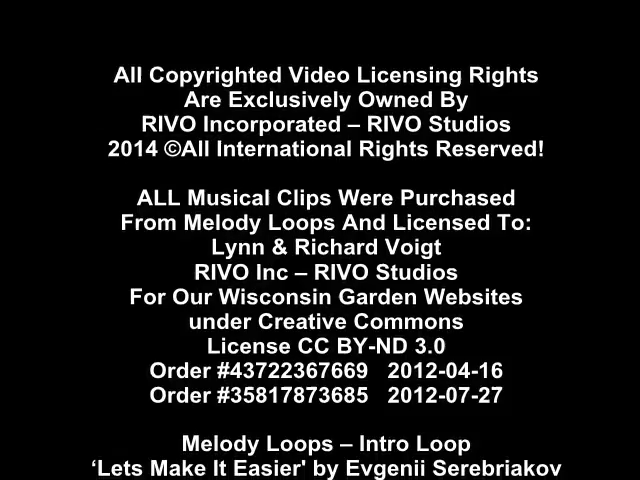 All Copyrighted Video Licensing Rights
Are Exclusively Owned By
RIVO Incorporated – RIVO Studios
2014 ©All International Rights Reserved!
ALL Musical Clips Were Purchased
From Melody Loops And Licensed To:
Lynn & Richard Voigt
RIVO Inc – RIVO Studios
For Our Wisconsin Garden Websites
under Creative Commons
License CC BY-ND 3.0
Order #43722367669   2012-04-16
Order #35817873685   2012-07-27
Melody Loops – Intro Loop
‘Lets Make It Easier' by Evgenii Serebriakov